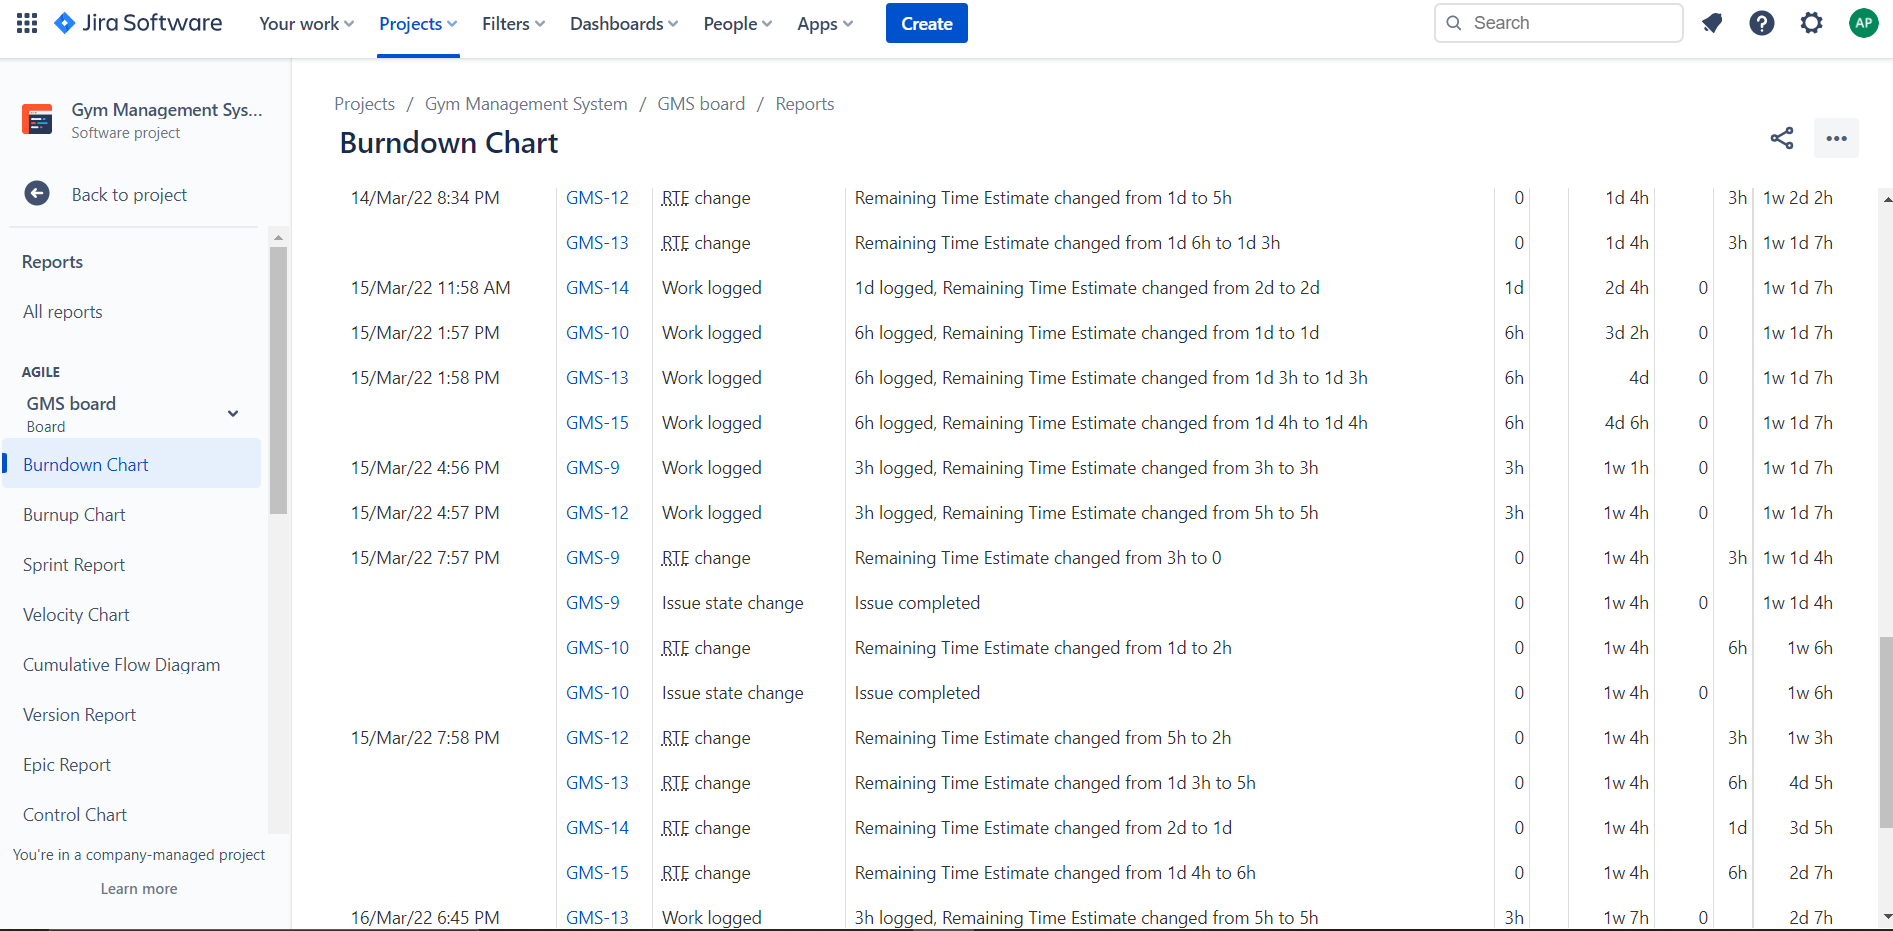 Jira Software Your work Projects Filters Dashboards People Apps Create Search AP
Gym Management Sys...
Software project
Back to project
Reports
All reports
AGILE
GMS board
Board
Burndown Chart
Burnup Chart
Sprint Report
Velocity Chart
Cumulative Flow Diagram
Version Report
Epic Report
Control Chart
You're in a company-managed project
Learn more
Projects / Gym Management System / GMS board / Reports
Burndown Chart
14/Mar/22 8:34 PM GMS-12 RTE change Remaining Time Estimate changed from 1d to 5h 0 1d 4h 3h 1w 2d 2h
GMS-13 RTE change Remaining Time Estimate changed from 1d 6h to 1d 3h 0 1d 4h 3h 1w 1d 7h
15/Mar/22 11:58 AM GMS-14 Work logged 1d logged, Remaining Time Estimate changed from 2d to 2d 1d 2d 4h 0 1w 1d 7h
15/Mar/22 1:57 PM GMS-10 Work logged 6h logged, Remaining Time Estimate changed from 1d to 1d 6h 3d 2h 0 1w 1d 7h
15/Mar/22 1:58 PM GMS-13 Work logged 6h logged, Remaining Time Estimate changed from 1d 3h to 1d 3h 6h 4d 0 1w 1d 7h
GMS-15 Work logged 6h logged, Remaining Time Estimate changed from 1d 4h to 1d 4h 6h 4d 6h 0 1w 1d 7h
15/Mar/22 4:56 PM GMS-9 Work logged 3h logged, Remaining Time Estimate changed from 3h to 3h 3h 1w 1h 0 1w 1d 7h
15/Mar/22 4:57 PM GMS-12 Work logged 3h logged, Remaining Time Estimate changed from 5h to 5h 3h 1w 4h 0 1w 1d 7h
15/Mar/22 7:57 PM GMS-9 RTE change Remaining Time Estimate changed from 3h to 0 0 1w 4h 3h 1w 1d 4h
GMS-9 Issue state change Issue completed 0 1w 4h 0 1w 1d 4h
GMS-10 RTE change Remaining Time Estimate changed from 1d to 2h 0 1w 4h 6h 1w 6h
GMS-10 Issue state change Issue completed 0 1w 4h 0 1w 6h
15/Mar/22 7:58 PM GMS-12 RTE change Remaining Time Estimate changed from 5h to 2h 0 1w 4h 3h 1w 3h
GMS-13 RTE change Remaining Time Estimate changed from 1d 3h to 5h 0 1w 4h 6h 4d 5h
GMS-14 RTE change Remaining Time Estimate changed from 2d to 1d 0 1w 4h 1d 3d 5h
GMS-15 RTE change Remaining Time Estimate changed from 1d 4h to 6h 0 1w 4h 6h 2d 7h
16/Mar/22 6:45 PM GMS-13 Work logged 3h logged, Remaining Time Estimate changed from 5h to 5h 3h 1w 7h 0 2d 7h